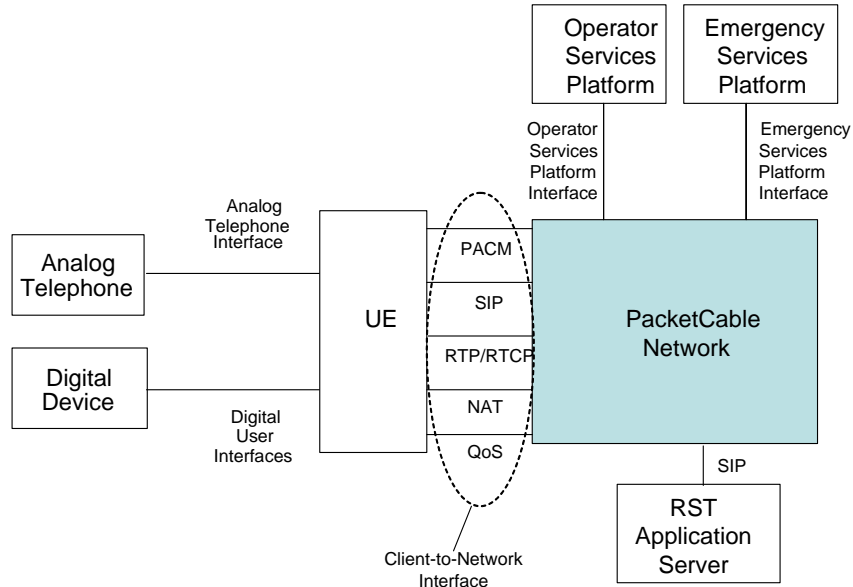 Operator
Services
Platform
Emergency
Services
Platform
Operator
Services
Platform
Interface
Emergency
Services
Platform
Interface
Analog
Telephone
Interface
Analog
Telephone
UE
PACM
SIP
RTP/RTCP
NAT
QoS
PacketCable
Network
Digital
Device
Digital
User
Interfaces
SIP
RST
Application
Server
Client-to-Network
Interface